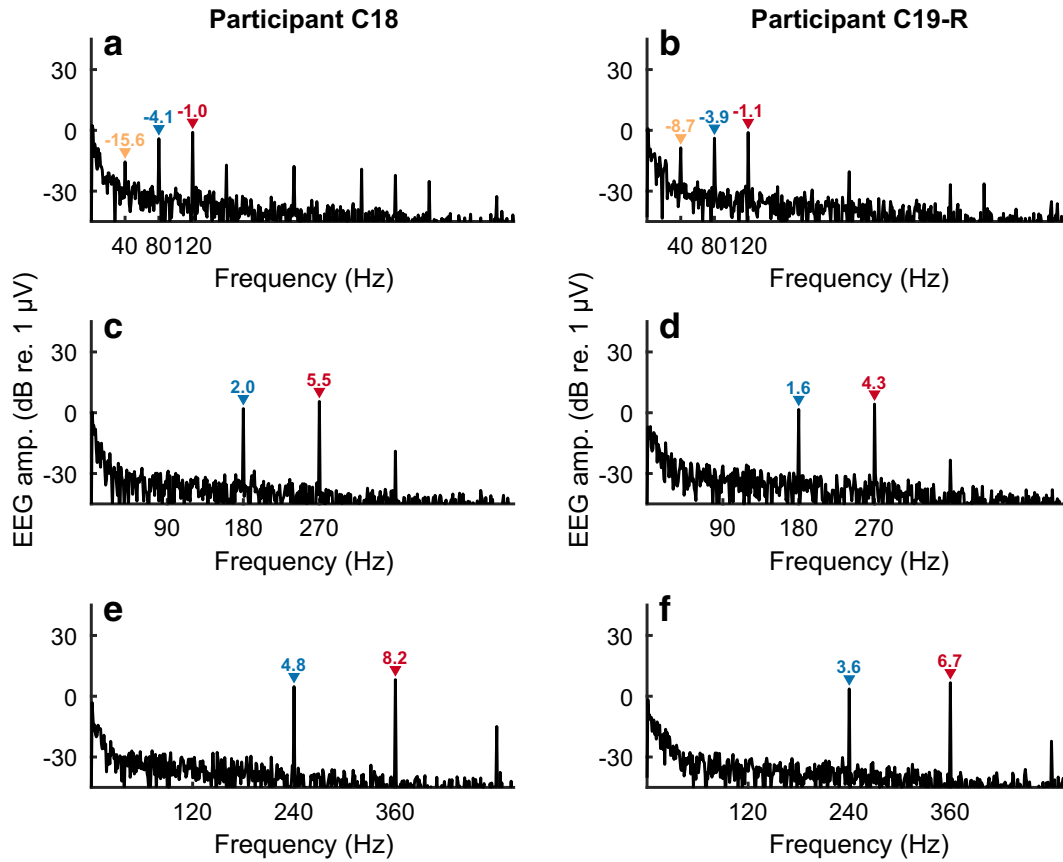 Participant C18
Participant C19-R
a
30
0
-30
-15.6
-4.1
-1.0
40 80 120
Frequency (Hz)
b
30
0
-30
-8.7
-3.9
-1.1
40 80 120
Frequency (Hz)
EEG amp. (dB re. 1 µV)
EEG amp. (dB re. 1 µV)
c
30
0
-30
2.0
5.5
90 180 270
Frequency (Hz)
d
30
0
-30
1.6
4.3
90 180 270
Frequency (Hz)
e
30
0
-30
4.8
8.2
120 240 360
Frequency (Hz)
f
30
0
-30
3.6
6.7
120 240 360
Frequency (Hz)